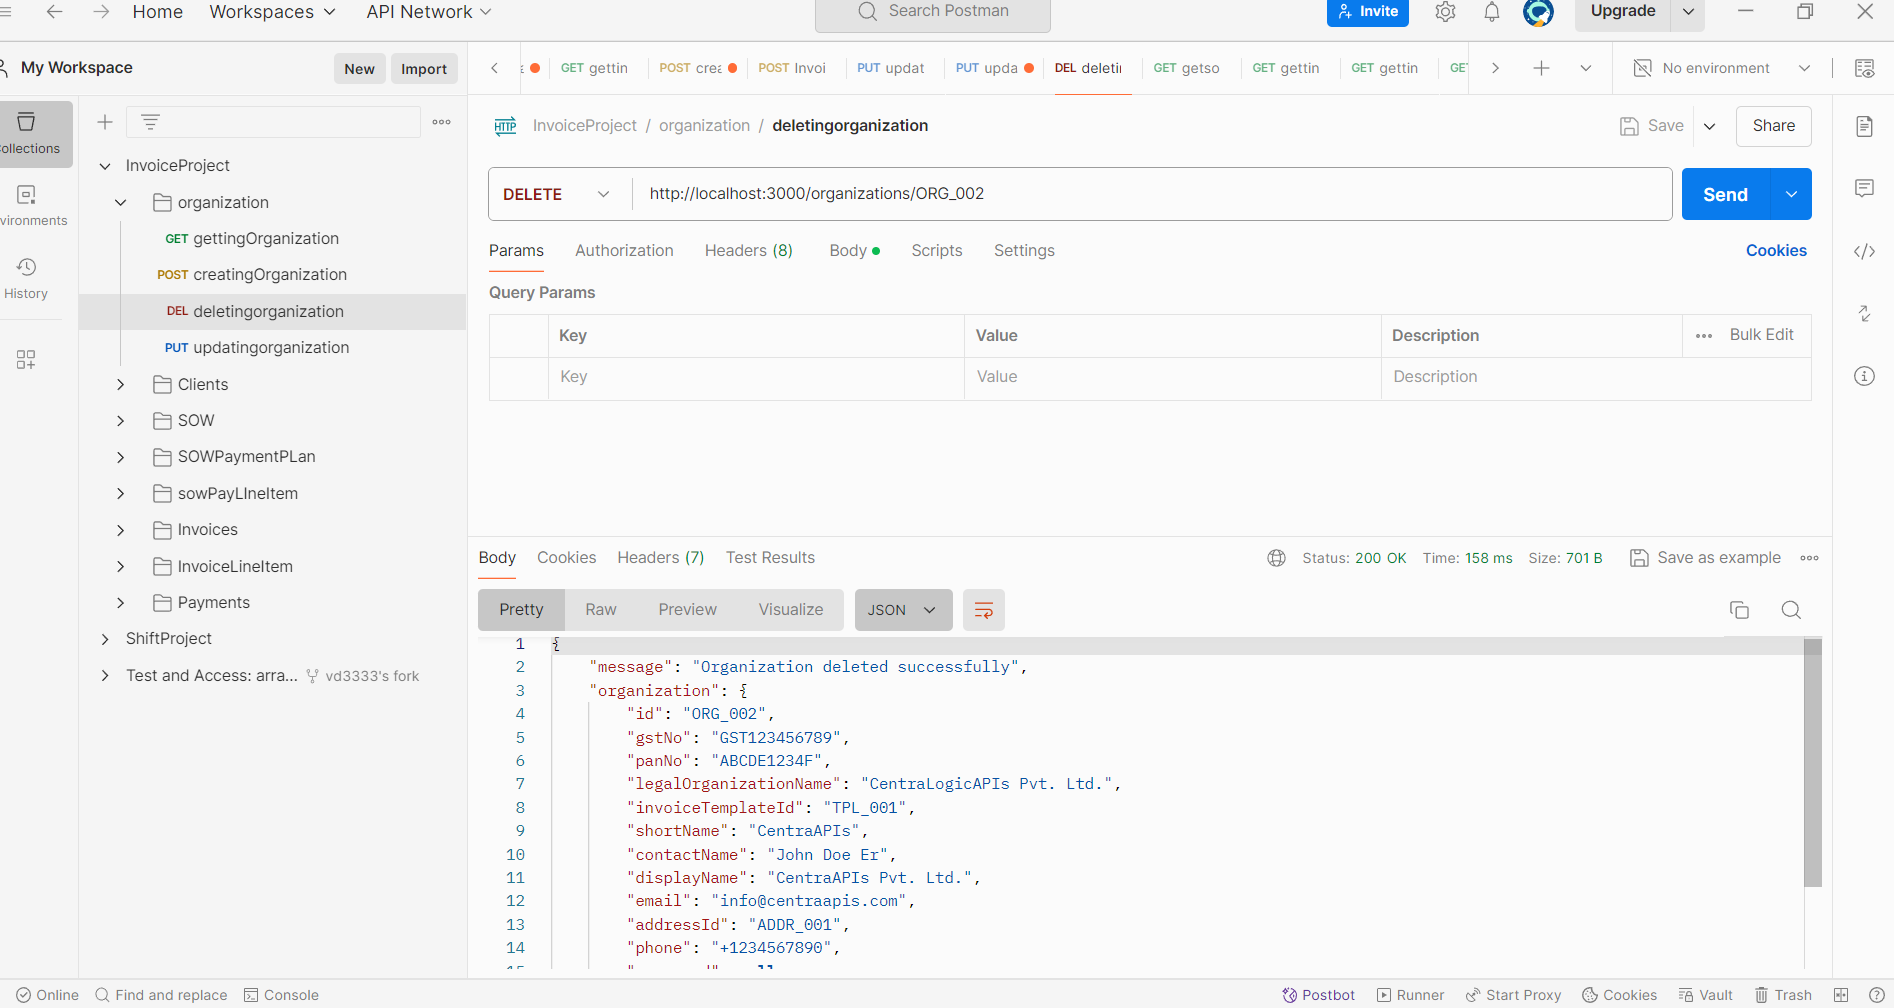 Home Workspaces API Network Search Postman Invite Upgrade
My Workspace New Import GET gettin POST crea POST Invoi PUT updat PUT upda DEL deletin GET getso GET gettin GET gettin GET No environment
ollections
vironments
History
InvoiceProject
organization
GET gettingOrganization
POST creatingOrganization
DEL deletingorganization
PUT updatingorganization
Clients
SOW
SOWPaymentPLan
sowPayLIneItem
Invoices
InvoiceLineItem
Payments
ShiftProject
Test and Access: arra... vd3333's fork
HTTP InvoiceProject / organization / deletingorganization Save Share
DELETE http://localhost:3000/organizations/ORG_002 Send
Params Authorization Headers (8) Body Scripts Settings Cookies
Query Params
Key Value Description ••• Bulk Edit
Key Value Description
Body Cookies Headers (7) Test Results Status: 200 OK Time: 158 ms Size: 701 B Save as example
Pretty Raw Preview Visualize JSON
1 {
2 "message": "Organization deleted successfully",
3 "organization": {
4 "id": "ORG_002",
5 "gstNo": "GST123456789",
6 "panNo": "ABCDE1234F",
7 "legalOrganizationName": "CentraLogicAPIs Pvt. Ltd.",
8 "invoiceTemplateId": "TPL_001",
9 "shortName": "CentraAPIs",
10 "contactName": "John Doe Er",
11 "displayName": "CentraAPIs Pvt. Ltd.",
12 "email": "info@centraapis.com",
13 "addressId": "ADDR_001",
14 "phone": "+1234567890",
Online Find and replace Console Postbot Runner Start Proxy Cookies Vault Trash